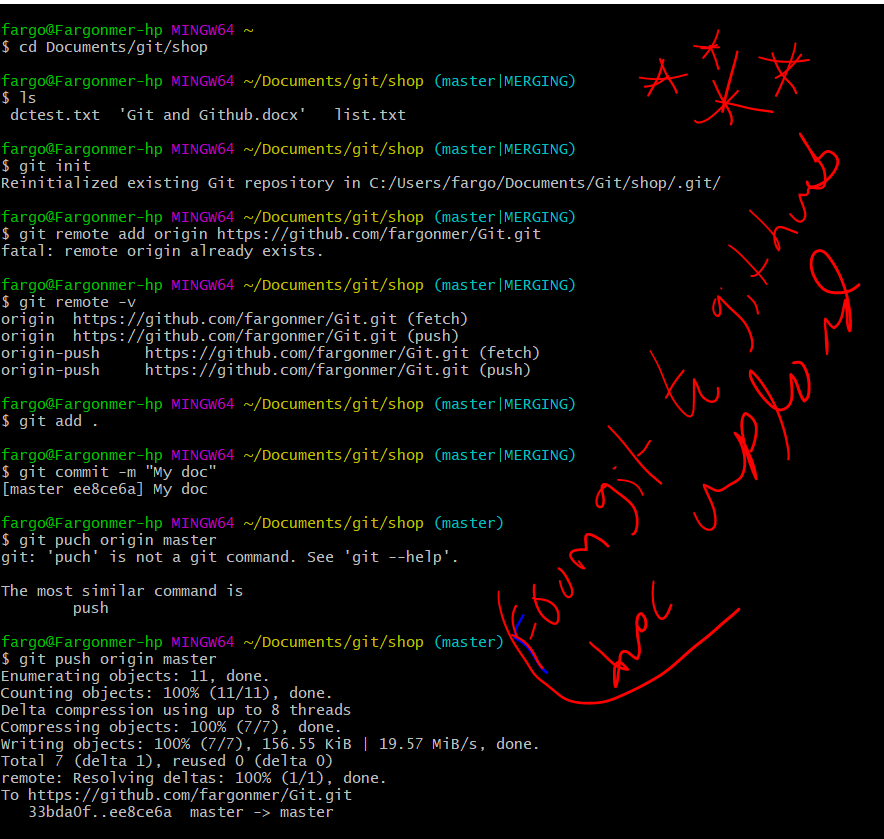 fargo@Fargonmer-hp MINGW64 ~
$ cd Documents/git/shop
fargo@Fargonmer-hp MINGW64 ~/Documents/git/shop (master|MERGING)
$ ls
dctest.txt  'Git and Github.docx'   list.txt
fargo@Fargonmer-hp MINGW64 ~/Documents/git/shop (master|MERGING)
$ git init
Reinitialized existing Git repository in C:/Users/fargo/Documents/Git/shop/.git/
fargo@Fargonmer-hp MINGW64 ~/Documents/git/shop (master|MERGING)
$ git remote add origin https://github.com/fargonmer/Git.git
fatal: remote origin already exists.
fargo@Fargonmer-hp MINGW64 ~/Documents/git/shop (master|MERGING)
$ git remote -v
origin  https://github.com/fargonmer/Git.git (fetch)
origin  https://github.com/fargonmer/Git.git (push)
origin-push     https://github.com/fargonmer/Git.git (fetch)
origin-push     https://github.com/fargonmer/Git.git (push)
fargo@Fargonmer-hp MINGW64 ~/Documents/git/shop (master|MERGING)
$ git add .
fargo@Fargonmer-hp MINGW64 ~/Documents/git/shop (master|MERGING)
$ git commit -m "My doc"
[master ee8ce6a] My doc
fargo@Fargonmer-hp MINGW64 ~/Documents/git/shop (master)
$ git puch origin master
git: 'puch' is not a git command. See 'git --help'.
The most similar command is
push
fargo@Fargonmer-hp MINGW64 ~/Documents/git/shop (master)
$ git push origin master
Enumerating objects: 11, done.
Counting objects: 100% (11/11), done.
Delta compression using up to 8 threads
Compressing objects: 100% (7/7), done.
Writing objects: 100% (7/7), 156.55 KiB | 19.57 MiB/s, done.
Total 7 (delta 1), reused 0 (delta 0)
remote: Resolving deltas: 100% (1/1), done.
To https://github.com/fargonmer/Git.git
33bda0f..ee8ce6a  master -> master
From git to github